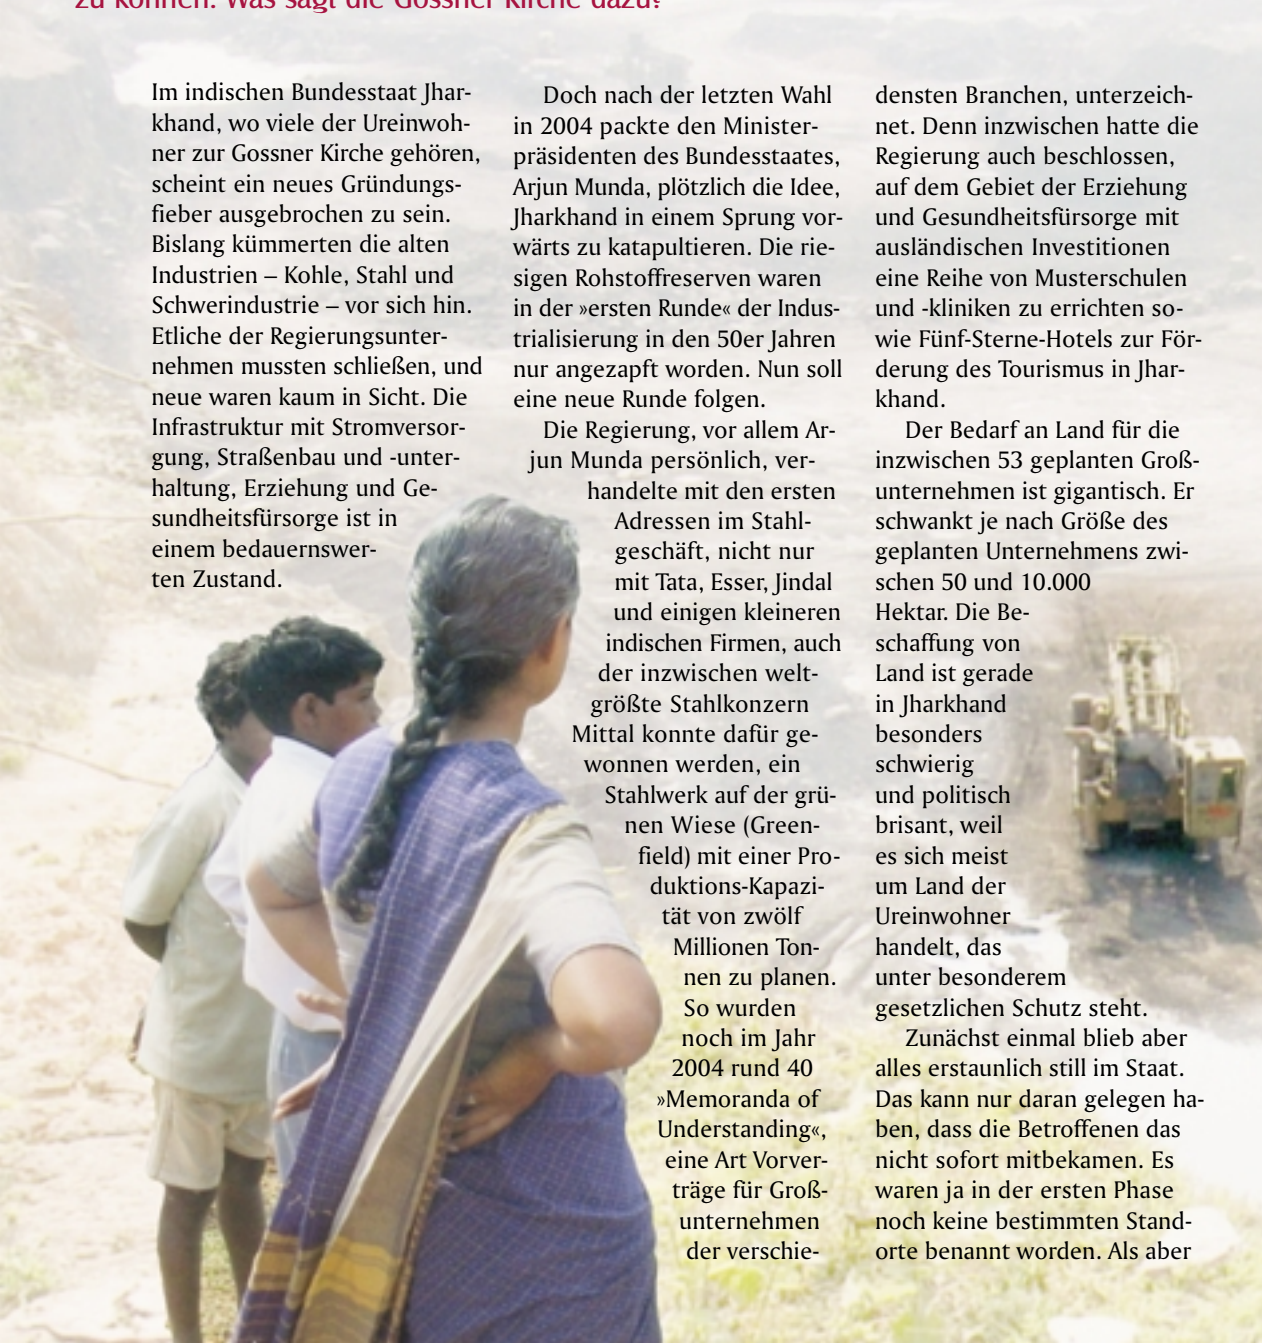 zu können. Was sagt die Gossner Kirche dazu?
Im indischen Bundesstaat Jhar-
khand, wo viele der Ureinwoh-
ner zur Gossner Kirche gehören,
scheint ein neues Gründungs-
fieber ausgebrochen zu sein.
Bislang kümmerten die alten
Industrien – Kohle, Stahl und
Schwerindustrie – vor sich hin.
Etliche der Regierungsunter-
nehmen mussten schließen, und
neue waren kaum in Sicht. Die
Infrastruktur mit Stromversor-
gung, Straßenbau und -unter-
haltung, Erziehung und Ge-
sundheitsfürsorge ist in
einem bedauernswer-
ten Zustand.
Doch nach der letzten Wahl
in 2004 packte den Minister-
präsidenten des Bundesstaates,
Arjun Munda, plötzlich die Idee,
Jharkhand in einem Sprung vor-
wärts zu katapultieren. Die rie-
sigen Rohstoffreserven waren
in der »ersten Runde« der Indus-
trialisierung in den 50er Jahren
nur angezapft worden. Nun soll
eine neue Runde folgen.
Die Regierung, vor allem Ar-
jun Munda persönlich, ver-
handelte mit den ersten
Adressen im Stahl-
geschäft, nicht nur
mit Tata, Esser, Jindal
und einigen kleineren
indischen Firmen, auch
der inzwischen welt-
größte Stahlkonzern
Mittal konnte dafür ge-
wonnen werden, ein
Stahlwerk auf der grü-
nen Wiese (Green-
field) mit einer Pro-
duktions-Kapazi-
tät von zwölf
Millionen Ton-
nen zu planen.
So wurden
noch im Jahr
2004 rund 40
»Memoranda of
Understanding«,
eine Art Vorver-
träge für Groß-
unternehmen
der verschie-
densten Branchen, unterzeich-
net. Denn inzwischen hatte die
Regierung auch beschlossen,
auf dem Gebiet der Erziehung
und Gesundheitsfürsorge mit
ausländischen Investitionen
eine Reihe von Musterschulen
und -kliniken zu errichten so-
wie Fünf-Sterne-Hotels zur För-
derung des Tourismus in Jhar-
khand.
Der Bedarf an Land für die
inzwischen 53 geplanten Groß-
unternehmen ist gigantisch. Er
schwankt je nach Größe des
geplanten Unternehmens zwi-
schen 50 und 10.000
Hektar. Die Be-
schaffung von
Land ist gerade
in Jharkhand
besonders
schwierig
und politisch
brisant, weil
es sich meist
um Land der
Ureinwohner
handelt, das
unter besonderem
gesetzlichen Schutz steht.
Zunächst einmal blieb aber
alles erstaunlich still im Staat.
Das kann nur daran gelegen ha-
ben, dass die Betroffenen das
nicht sofort mitbekamen. Es
waren ja in der ersten Phase
noch keine bestimmten Stand-
orte benannt worden. Als aber